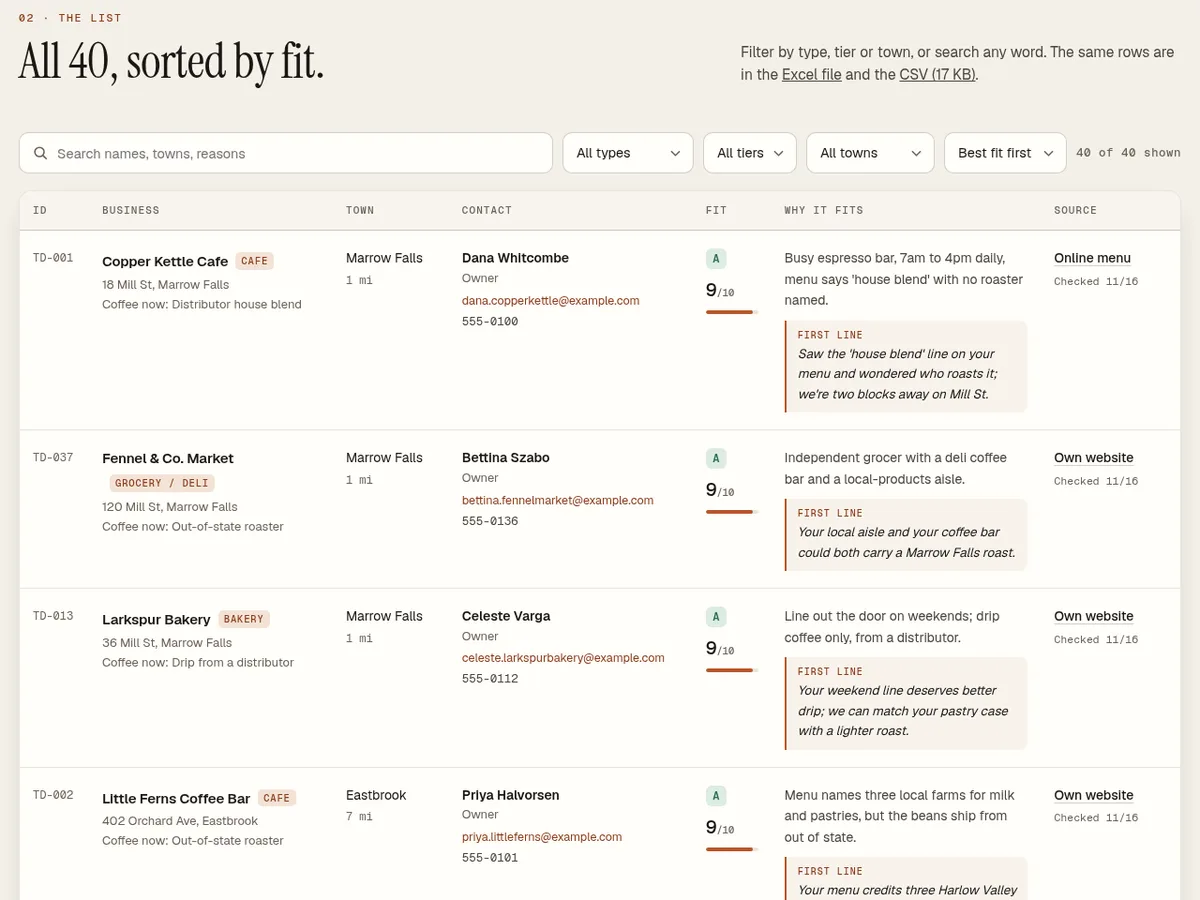 02 · THE LIST
All 40, sorted by fit.
Filter by type, tier or town, or search any word. The same rows are
in the Excel file and the CSV (17 KB).
Search names, towns, reasons
All types
All tiers
All towns
Best fit first
40 of 40 shown
ID
BUSINESS
TOWN
CONTACT
FIT
WHY IT FITS
SOURCE
TD-001
Copper Kettle Cafe CAFE
18 Mill St, Marrow Falls
Coffee now: Distributor house blend
Marrow Falls
1 mi
Dana Whitcombe
Owner
dana.copperkettle@example.com
555-0100
A
9/10
Busy espresso bar, 7am to 4pm daily,
menu says 'house blend' with no roaster
named.
FIRST LINE
Saw the 'house blend' line on your
menu and wondered who roasts it;
we're two blocks away on Mill St.
Online menu
Checked 11/16
TD-037
Fennel & Co. Market
GROCERY / DELI
120 Mill St, Marrow Falls
Coffee now: Out-of-state roaster
Marrow Falls
1 mi
Bettina Szabo
Owner
bettina.fennelmarket@example.com
555-0136
A
9/10
Independent grocer with a deli coffee
bar and a local-products aisle.
FIRST LINE
Your local aisle and your coffee bar
could both carry a Marrow Falls roast.
Own website
Checked 11/16
TD-013
Larkspur Bakery BAKERY
36 Mill St, Marrow Falls
Coffee now: Drip from a distributor
Marrow Falls
1 mi
Celeste Varga
Owner
celeste.larkspurbakery@example.com
555-0112
A
9/10
Line out the door on weekends; drip
coffee only, from a distributor.
FIRST LINE
Your weekend line deserves better
drip; we can match your pastry case
with a lighter roast.
Own website
Checked 11/16
TD-002
Little Ferns Coffee Bar CAFE
402 Orchard Ave, Eastbrook
Coffee now: Out-of-state roaster
Eastbrook
7 mi
Priya Halvorsen
Owner
priya.littleferns@example.com
555-0101
A
9/10
Menu names three local farms for milk
and pastries, but the beans ship from
out of state.
FIRST LINE
Your menu credits three Harlow Valley
Own website
Checked 11/16